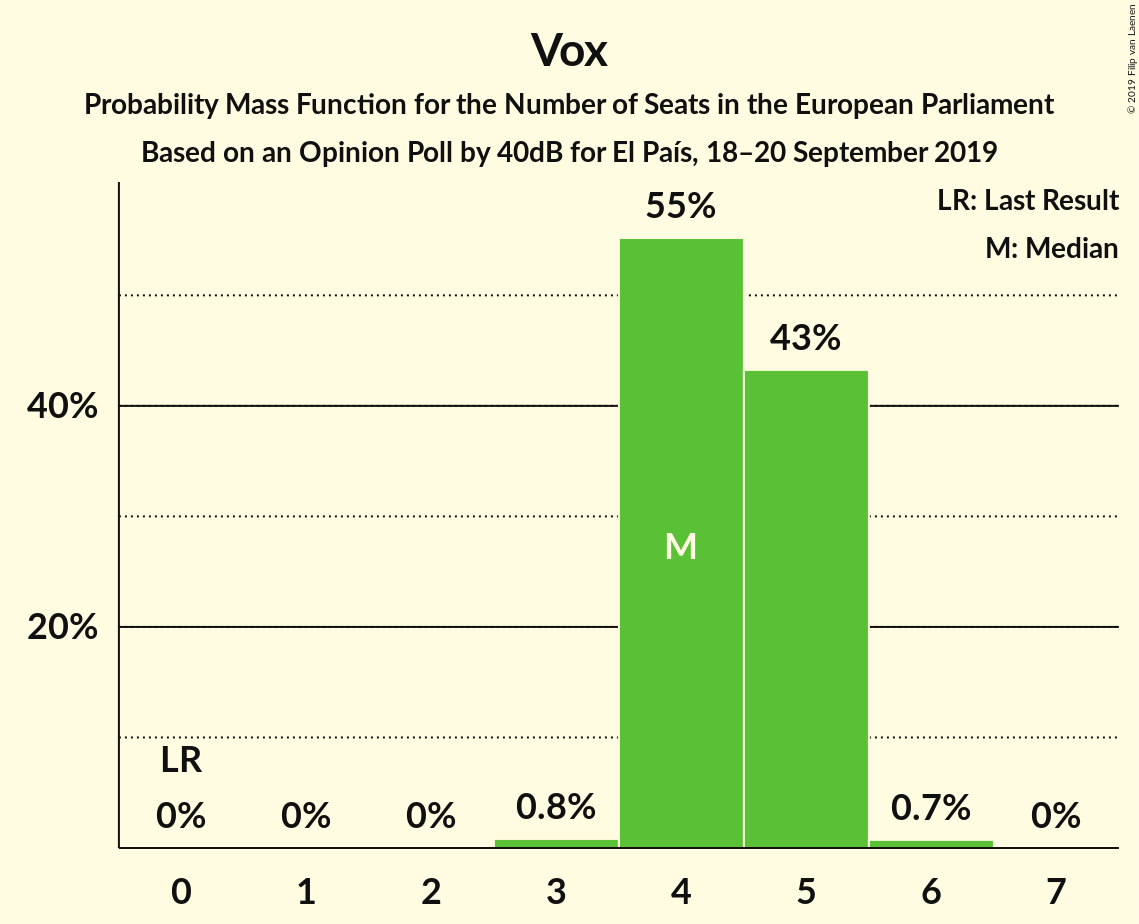 Vox
Probability Mass Function for the Number of Seats in the European Parliament
Based on an Opinion Poll by 40dB for El País, 18–20 September 2019
© 2019 Filip van Laenen
LR: Last Result
M: Median
55%
43%
40%
M
20%
LR
0% 0% 0% 0.8% 0.7% 0%
0 1 2 3 4 5 6 7